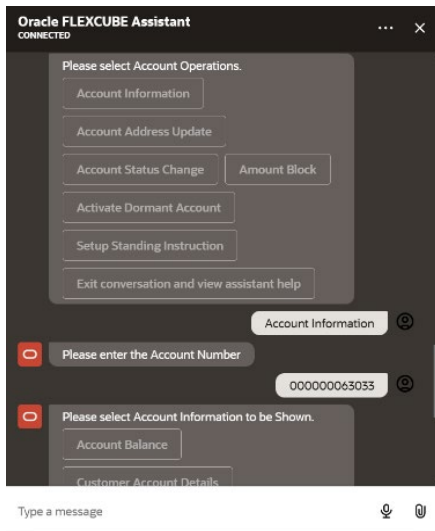 Oracle FLEXCUBE Assistant
CONNECTED
Please select Account Operations.
Account Information
Account Address Update
Account Status Change Amount Block
Activate Dormant Account
Setup Standing Instruction
Exit conversation and view assistant help
Account Information
Please enter the Account Number
000000063033
Please select Account Information to be Shown.
Account Balance
Customer Account Details
Type a message